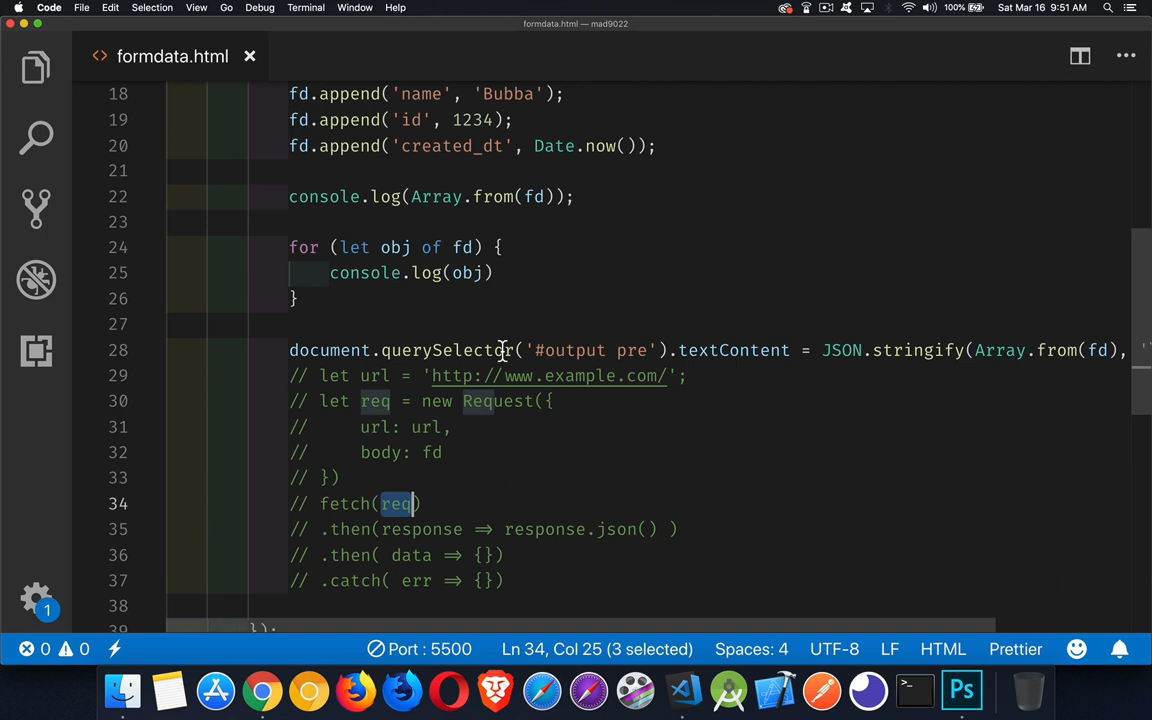 Code File Edit Selection View Go Debug Terminal Window Help 100% Sat Mar 16 9:51 AM
formdata.html — mad9022
<> formdata.html ×
18 fd.append('name', 'Bubba');
19 fd.append('id', 1234);
20 fd.append('created_dt', Date.now());
21
22 console.log(Array.from(fd));
23
24 for (let obj of fd) {
25 console.log(obj)
26 }
27
28 document.querySelector('#output pre').textContent = JSON.stringify(Array.from(fd), '
29 // let url = 'http://www.example.com/';
30 // let req = new Request({
31 // url: url,
32 // body: fd
33 // })
34 // fetch(req)
35 // .then(response => response.json() )
36 // .then( data => {})
37 // .catch( err => {})
38
39 });
1 0 0 Port : 5500 Ln 34, Col 25 (3 selected) Spaces: 4 UTF-8 LF HTML Prettier
>_ Ps